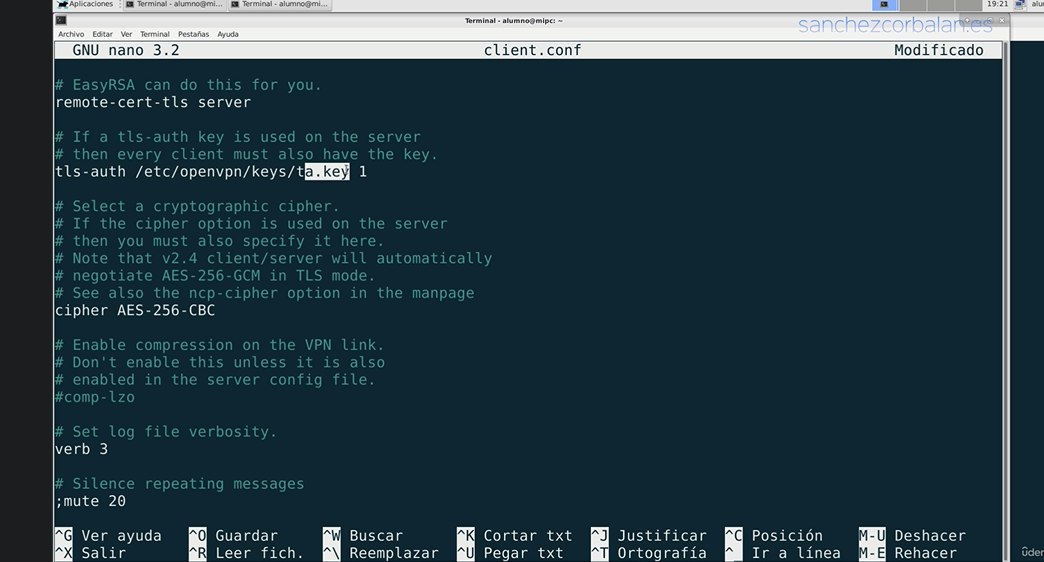 Aplicaciones Terminal - alumno@mi... Terminal - alumno@mi... 19:21 alu
Terminal - alumno@mipc: ~
sanchezcorbalan.es
Archivo Editar Ver Terminal Pestañas Ayuda
GNU nano 3.2 client.conf Modificado
# EasyRSA can do this for you.
remote-cert-tls server
# If a tls-auth key is used on the server
# then every client must also have the key.
tls-auth /etc/openvpn/keys/ta.key 1
# Select a cryptographic cipher.
# If the cipher option is used on the server
# then you must also specify it here.
# Note that v2.4 client/server will automatically
# negotiate AES-256-GCM in TLS mode.
# See also the ncp-cipher option in the manpage
cipher AES-256-CBC
# Enable compression on the VPN link.
# Don't enable this unless it is also
# enabled in the server config file.
#comp-lzo
# Set log file verbosity.
verb 3
# Silence repeating messages
;mute 20
^G Ver ayuda ^O Guardar ^W Buscar ^K Cortar txt ^J Justificar ^C Posición M-U Deshacer
^X Salir ^R Leer fich. ^\ Reemplazar ^U Pegar txt ^T Ortografía ^_ Ir a línea M-E Rehacer